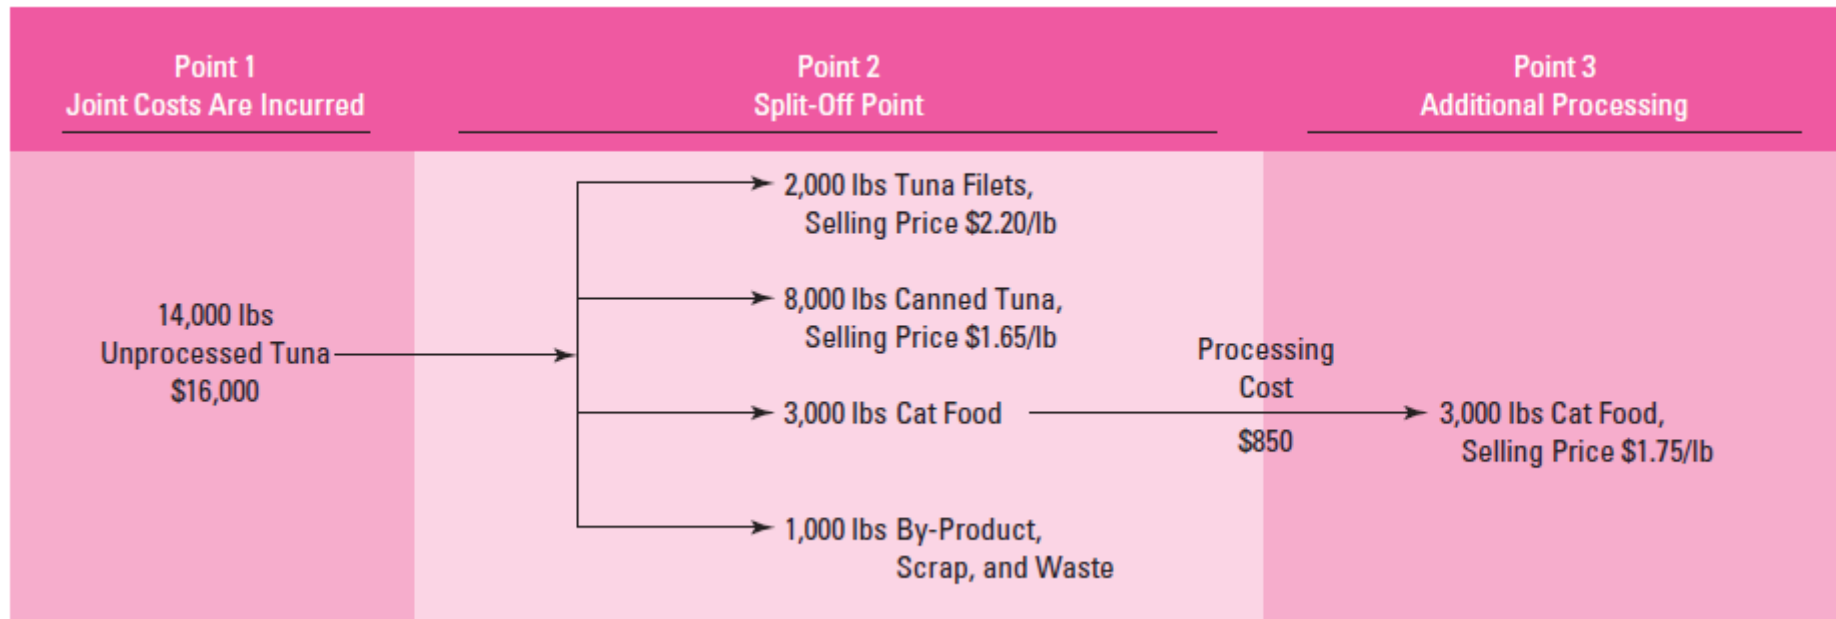 Point 1
Joint Costs Are Incurred
Point 2
Split-Off Point
Point 3
Additional Processing
14,000 lbs
Unprocessed Tuna
$16,000
2,000 lbs Tuna Filets,
Selling Price $2.20/lb
8,000 lbs Canned Tuna,
Selling Price $1.65/lb
3,000 lbs Cat Food
Processing
Cost
$850
3,000 lbs Cat Food,
Selling Price $1.75/lb
1,000 lbs By-Product,
Scrap, and Waste